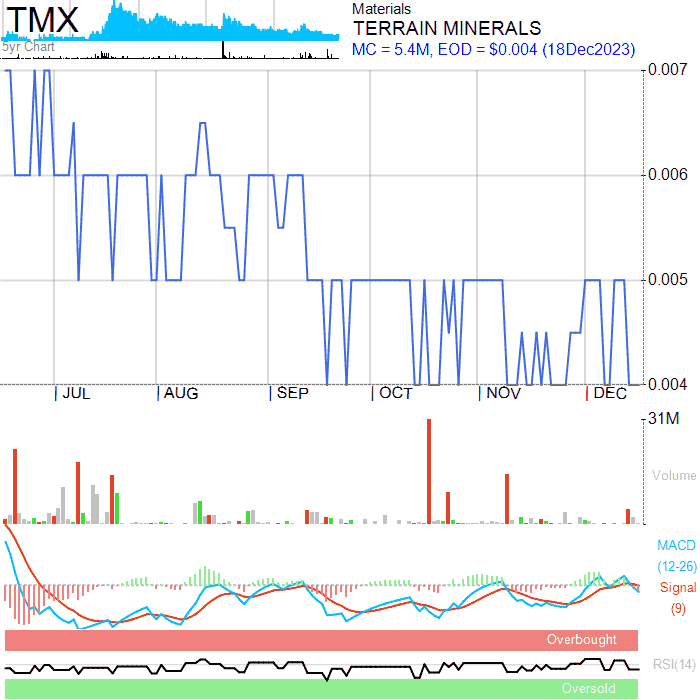 TMX
5yr Chart
Materials
TERRAIN MINERALS
MC = 5.4M, EOD = $0.004 (18Dec2023)
0.007
0.006
0.005
0.004
JUL AUG SEP OCT NOV DEC
31M
Volume
MACD
(12-26)
Signal
(9)
Overbought
RSI(14)
Oversold